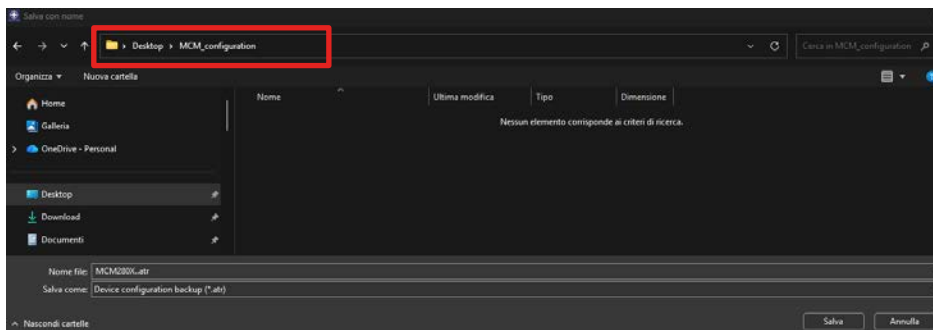 Salva con nome
Desktop > MCM_configuration
Cerca in MCM_configuration
Organizza
Nuova cartella
Home
Galleria
OneDrive - Personal
Desktop
Download
Documenti
Nome
Ultima modifica
Tipo
Dimensione
Nessun elemento corrisponde ai criteri di ricerca.
Nome file: MCM280X..atr
Salva come: Device configuration backup (*.atr)
Nascondi cartelle
Salva
Annulla